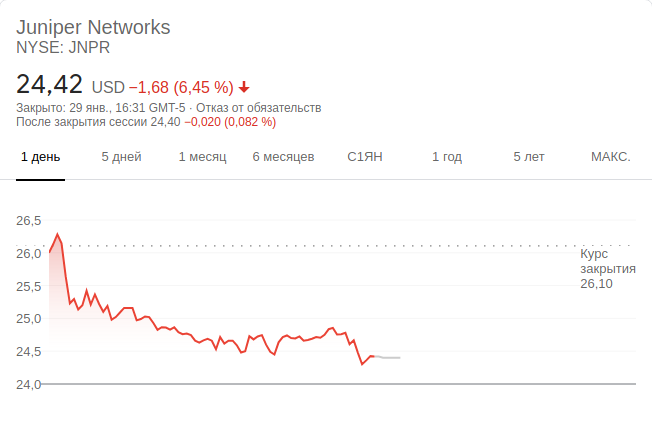 Juniper Networks
NYSE: JNPR
24,42 USD −1,68 (6,45 %)
Закрыто: 29 янв., 16:31 GMT-5 · Отказ от обязательств
После закрытия сессии 24,40 −0,020 (0,082 %)
1 день 5 дней 1 месяц 6 месяцев С1ЯН 1 год 5 лет МАКС.
26,5
26,0
25,5
25,0
24,5
24,0
Курс
закрытия
26,10